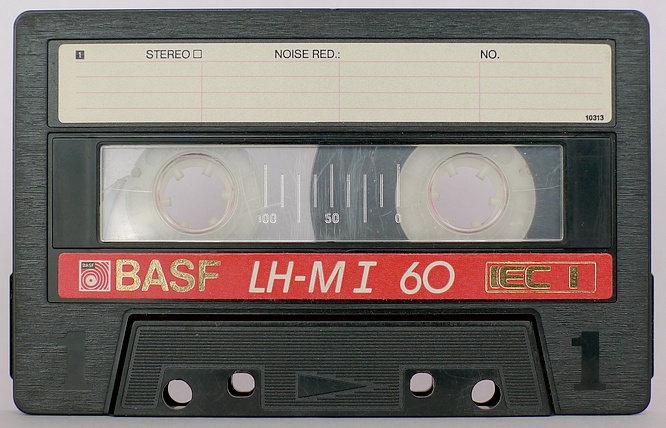 1 STEREO NOISE RED.: NO.
10313
100 50 0
BASF BASF LH-M I 60 IEC I
1 1